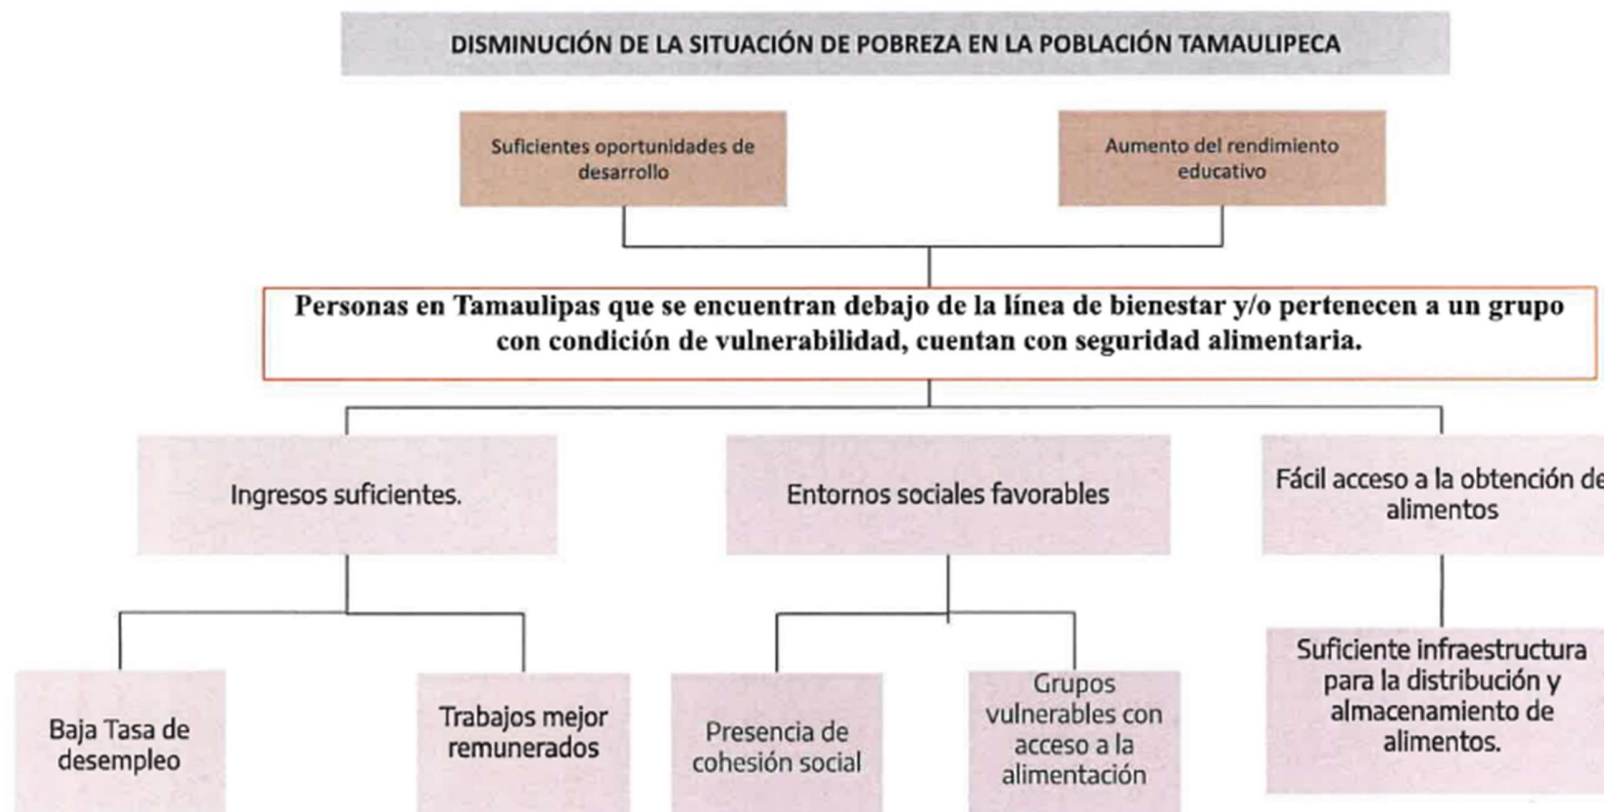 DISMINUCIÓN DE LA SITUACIÓN DE POBREZA EN LA POBLACIÓN TAMAULIPECA
Suficientes oportunidades de
desarrollo
Aumento del rendimiento
educativo
Personas en Tamaulipas que se encuentran debajo de la línea de bienestar y/o pertenecen a un grupo
con condición de vulnerabilidad, cuentan con seguridad alimentaria.
Ingresos suficientes.
Entornos sociales favorables
Fácil acceso a la obtención de
alimentos
Baja Tasa de
desempleo
Trabajos mejor
remunerados
Presencia de
cohesión social
Grupos
vulnerables con
acceso a la
alimentación
Suficiente infraestructura
para la distribución y
almacenamiento de
alimentos.